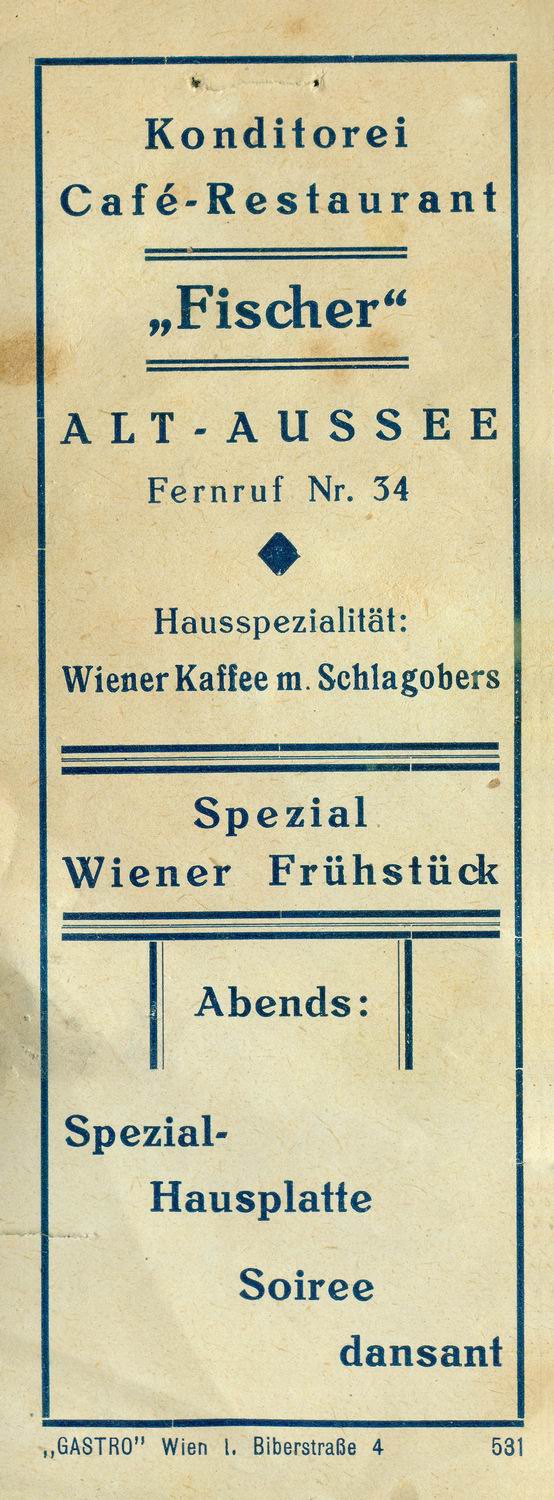 Konditorei
Café-Restaurant
„Fischer“
ALT-AUSSEE
Fernruf Nr. 34
Hausspezialität:
Wiener Kaffee m. Schlagobers
Spezial
Wiener Frühstück
Abends:
Spezial-
Hausplatte
Soiree
dansant
„GASTRO” Wien I. Biberstraße 4 531